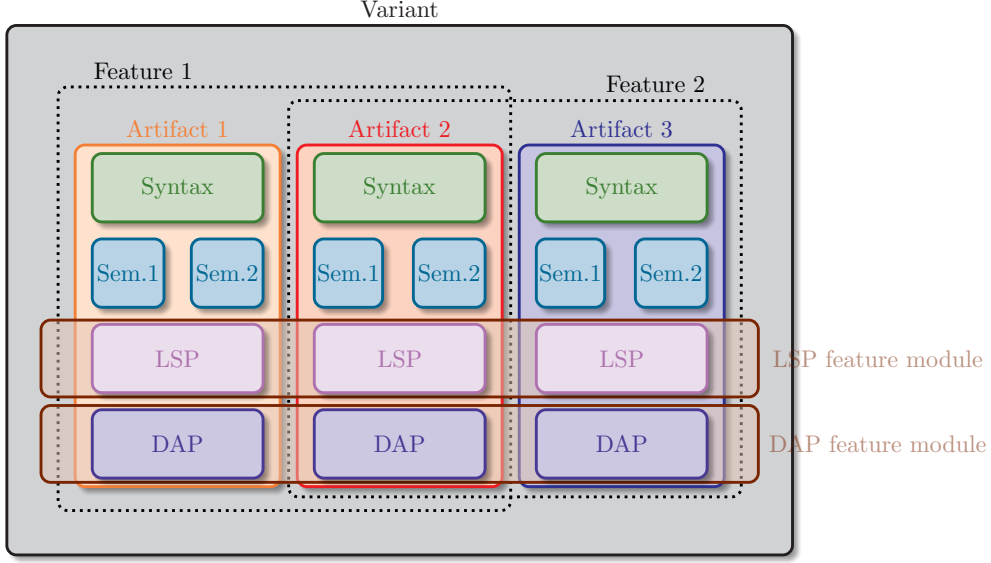 Variant
Feature 1
Feature 2
Artifact 1 Artifact 2 Artifact 3
Syntax Syntax Syntax
Sem.1 Sem.2 Sem.1 Sem.2 Sem.1 Sem.2
LSP LSP LSP LSP feature module
DAP DAP DAP DAP feature module